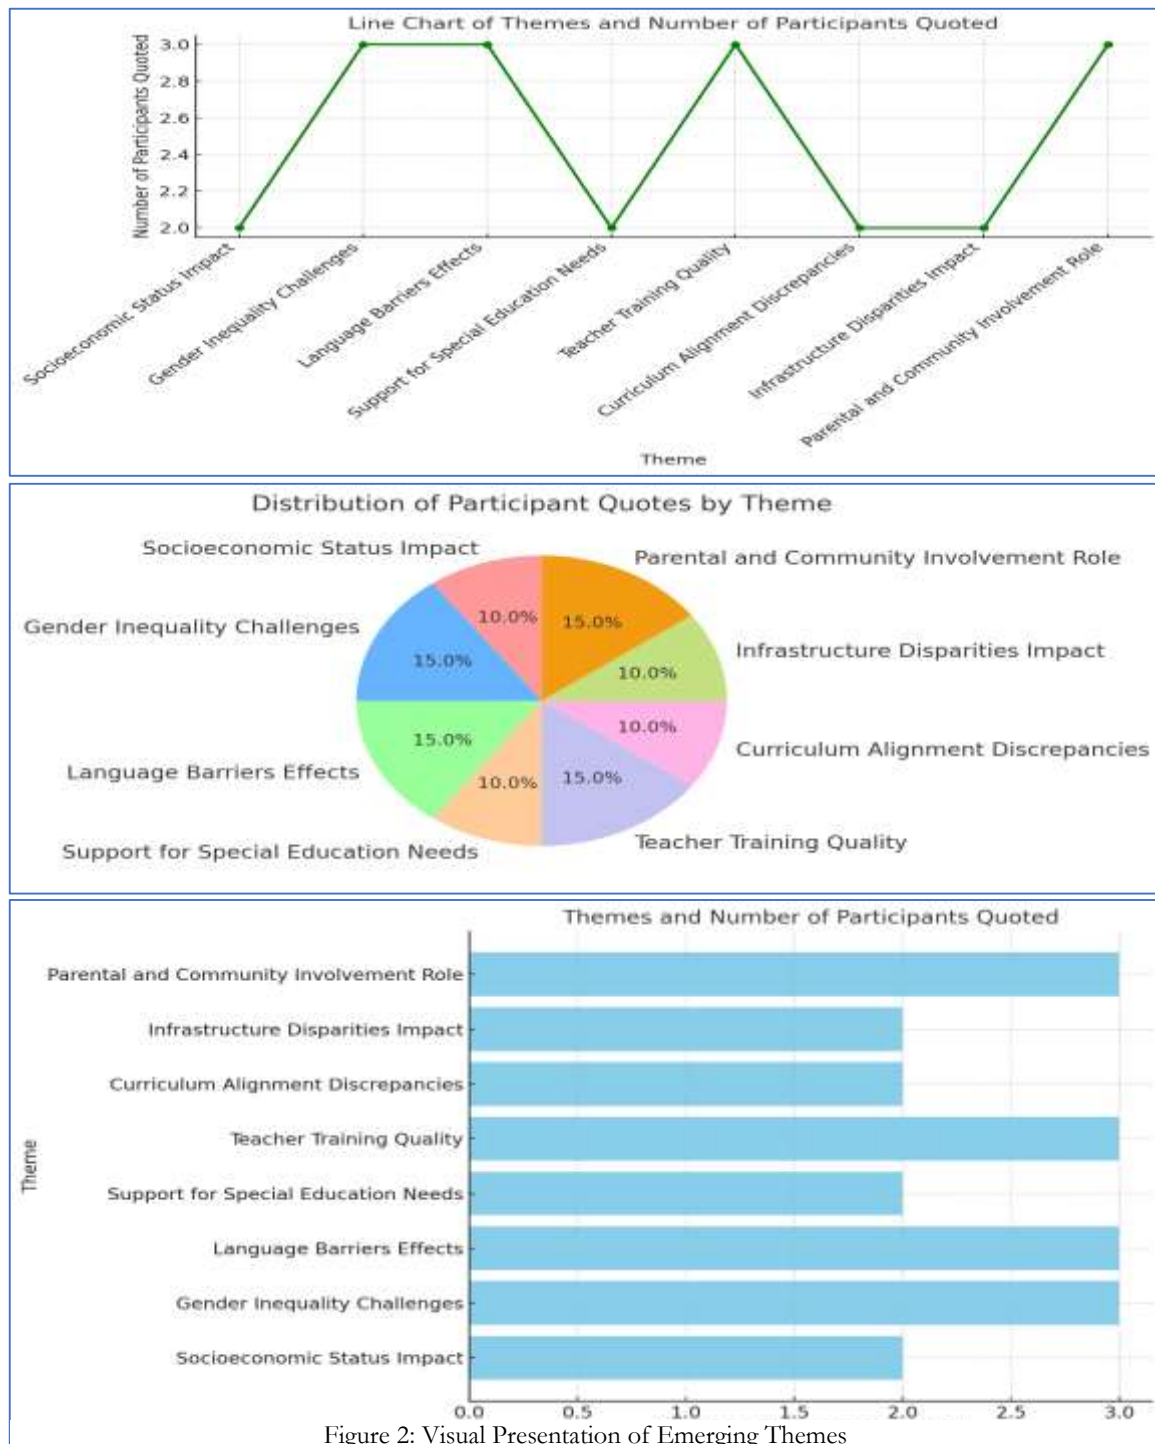 Line Chart of Themes and Number of Participants Quoted
Number of Participants Quoted
3.0
2.8
2.6
2.4
2.2
2.0
Socioeconomic Status Impact
Gender Inequality Challenges
Language Barriers Effects
Support for Special Education Needs
Teacher Training Quality
Curriculum Alignment Discrepancies
Infrastructure Disparities Impact
Parental and Community Involvement Role
Theme
Distribution of Participant Quotes by Theme
Socioeconomic Status Impact
10.0%
Gender Inequality Challenges
15.0%
Language Barriers Effects
15.0%
Support for Special Education Needs
10.0%
Teacher Training Quality
15.0%
Curriculum Alignment Discrepancies
10.0%
Infrastructure Disparities Impact
10.0%
Parental and Community Involvement Role
15.0%
Themes and Number of Participants Quoted
Theme
Parental and Community Involvement Role
Infrastructure Disparities Impact
Curriculum Alignment Discrepancies
Teacher Training Quality
Support for Special Education Needs
Language Barriers Effects
Gender Inequality Challenges
Socioeconomic Status Impact
0.0 0.5 1.0 1.5 2.0 2.5 3.0
Figure 2: Visual Presentation of Emerging Themes